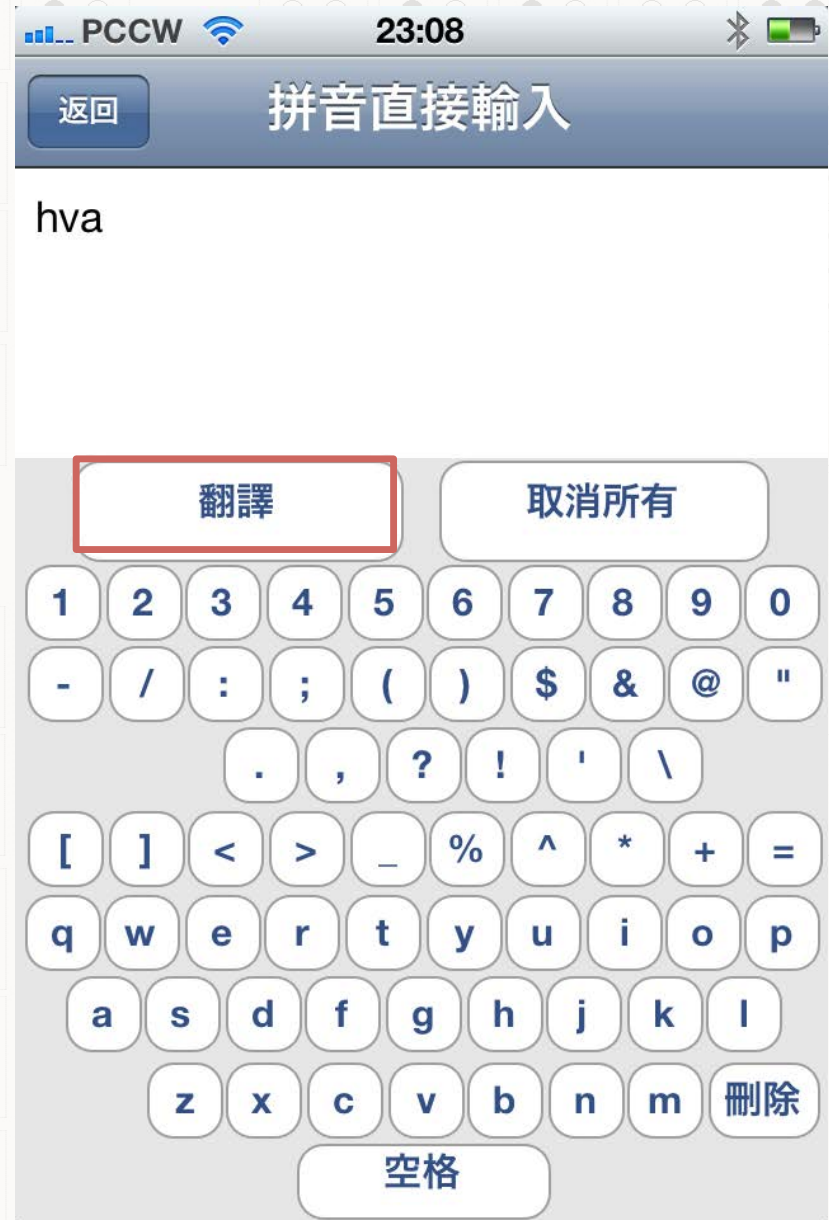 PCCW 23:08
返回 拼音直接輸入
hva
翻譯 取消所有
1 2 3 4 5 6 7 8 9 0
- / : ; ( ) $ & @ "
. , ? ! ' \
[ ] < > _ % ^ * + =
q w e r t y u i o p
a s d f g h j k l
z x c v b n m 刪除
空格